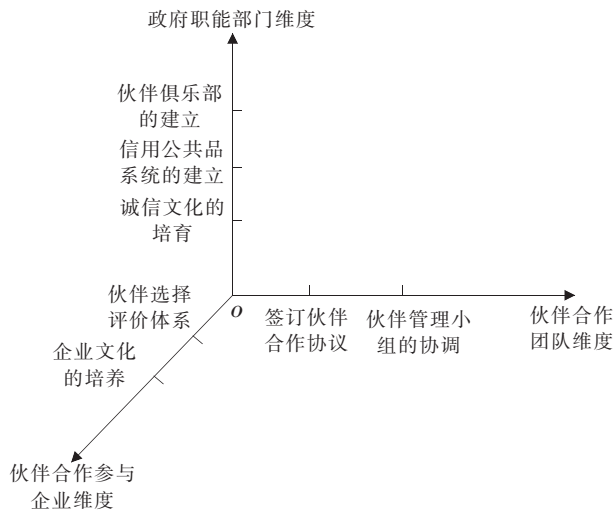 政府职能部门维度
伙伴俱乐部
的建立
信用公共品
系统的建立
诚信文化的
培育
伙伴选择
评价体系
企业文化
的培养
O
签订伙伴
合作协议
伙伴管理小
组的协调
伙伴合作
团队维度
伙伴合作参与
企业维度